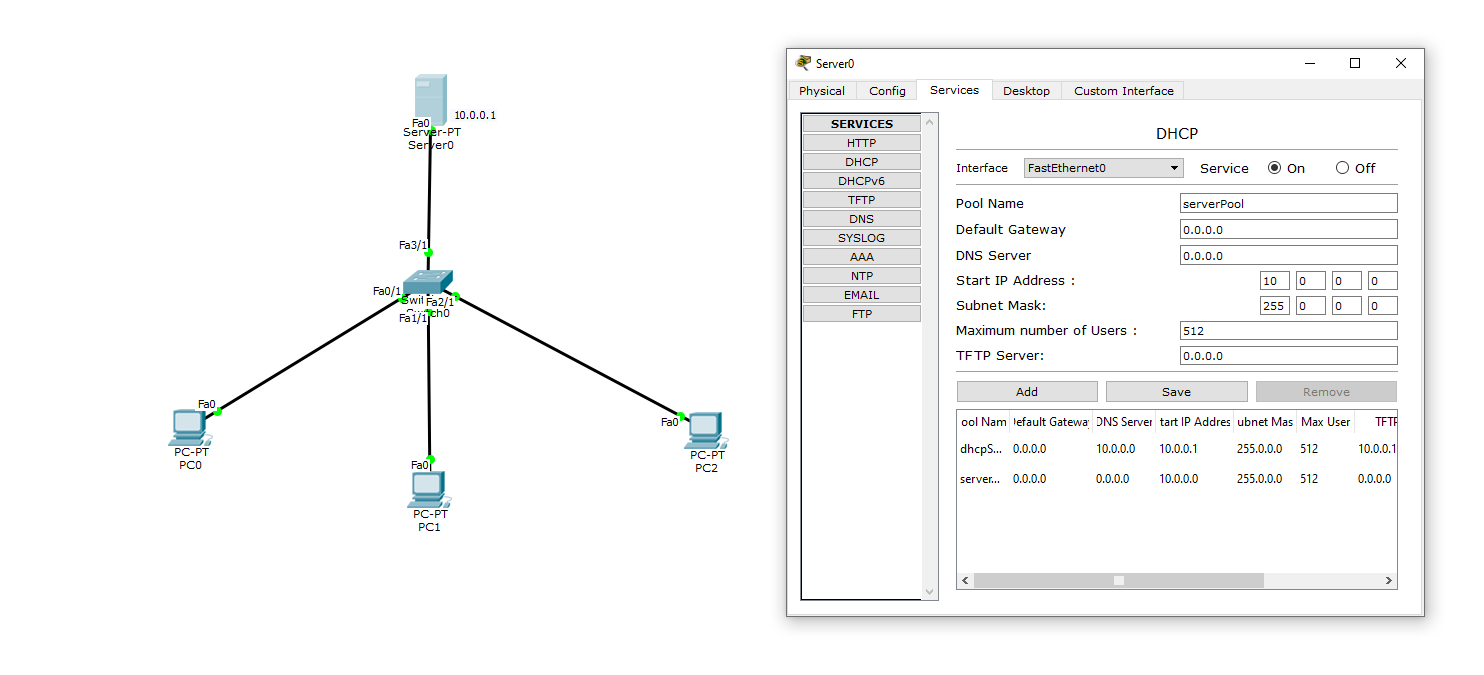 Fa0
10.0.0.1
Server-PT
Server0
Fa3/1
Fa0/1
Fa2/1
Fa1/1
Fa0
PC-PT
PC0
Fa0
PC-PT
PC1
Fa0
PC-PT
PC2
Server0
Physical Config Services Desktop Custom Interface
SERVICES
HTTP
DHCP
DHCPv6
TFTP
DNS
SYSLOG
AAA
NTP
EMAIL
FTP
DHCP
Interface FastEthernet0 Service On Off
Pool Name serverPool
Default Gateway 0.0.0.0
DNS Server 0.0.0.0
Start IP Address : 10 0 0 0
Subnet Mask: 255 0 0 0
Maximum number of Users : 512
TFTP Server: 0.0.0.0
Add Save Remove
ool Nam efault Gateway DNS Server tart IP Addres ubnet Mas Max User TFTP
dhcpS... 0.0.0.0 10.0.0.0 10.0.0.1 255.0.0.0 512 10.0.0.1
server... 0.0.0.0 0.0.0.0 10.0.0.0 255.0.0.0 512 0.0.0.0